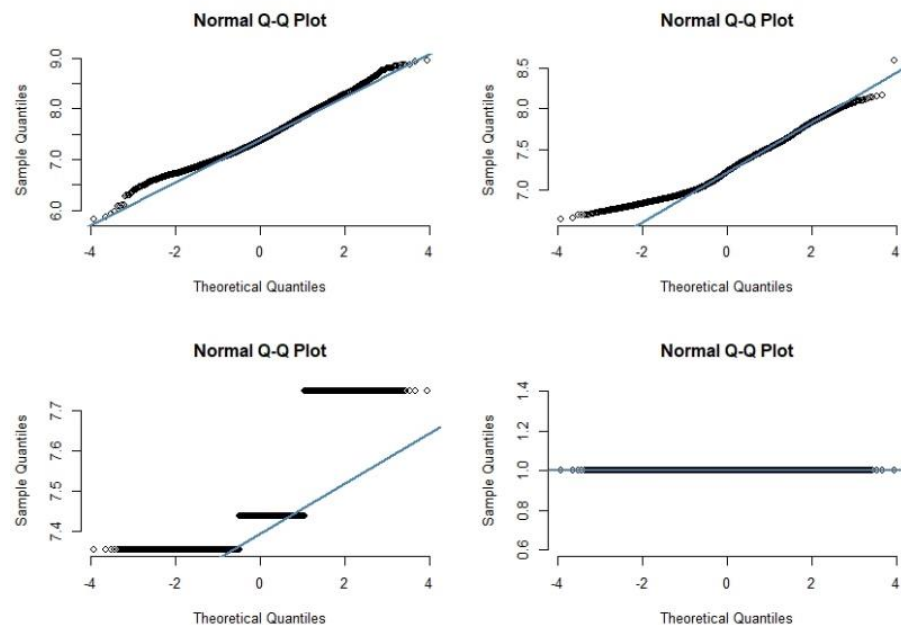 Normal Q-Q Plot
Sample Quantiles
9.0
8.0
7.0
6.0
-4 -2 0 2 4
Theoretical Quantiles
Normal Q-Q Plot
Sample Quantiles
8.5
8.0
7.5
7.0
-4 -2 0 2 4
Theoretical Quantiles
Normal Q-Q Plot
Sample Quantiles
7.7
7.6
7.5
7.4
-4 -2 0 2 4
Theoretical Quantiles
Normal Q-Q Plot
Sample Quantiles
1.4
1.2
1.0
0.8
0.6
-4 -2 0 2 4
Theoretical Quantiles